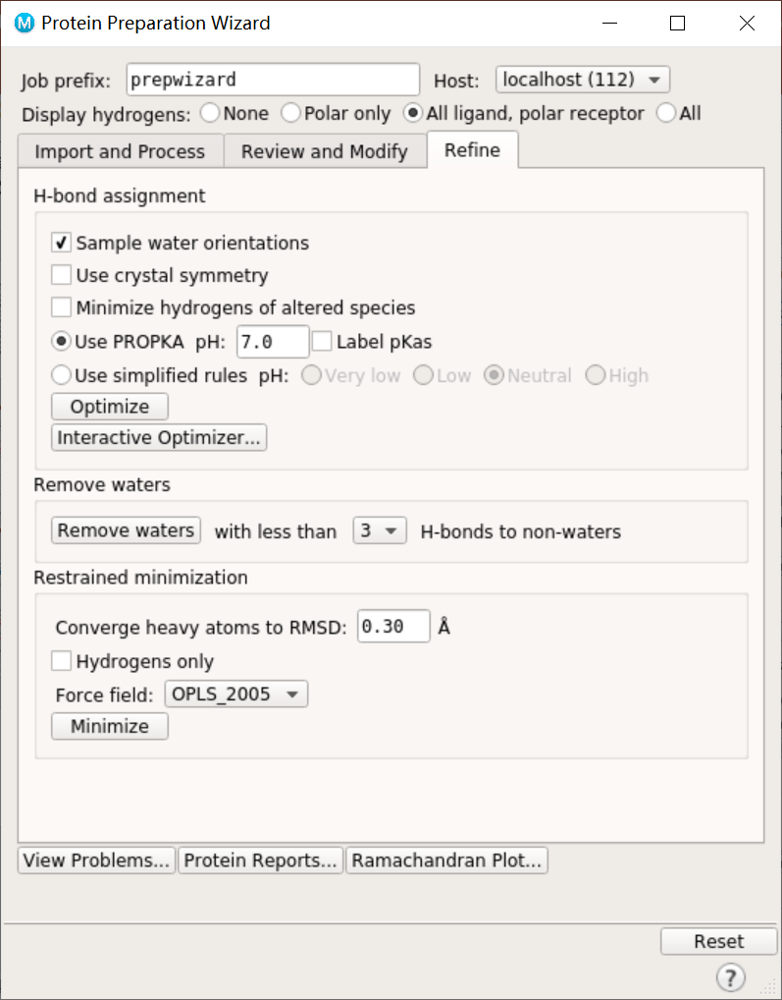 M Protein Preparation Wizard
Job prefix: prepwizard Host: localhost (112)
Display hydrogens: None Polar only All ligand, polar receptor All
Import and Process Review and Modify Refine
H-bond assignment
Sample water orientations
Use crystal symmetry
Minimize hydrogens of altered species
Use PROPKA pH: 7.0 Label pKas
Use simplified rules pH: Very low Low Neutral High
Optimize
Interactive Optimizer...
Remove waters
Remove waters with less than 3 H-bonds to non-waters
Restrained minimization
Converge heavy atoms to RMSD: 0.30 Å
Hydrogens only
Force field: OPLS_2005
Minimize
View Problems... Protein Reports... Ramachandran Plot...
Reset
?